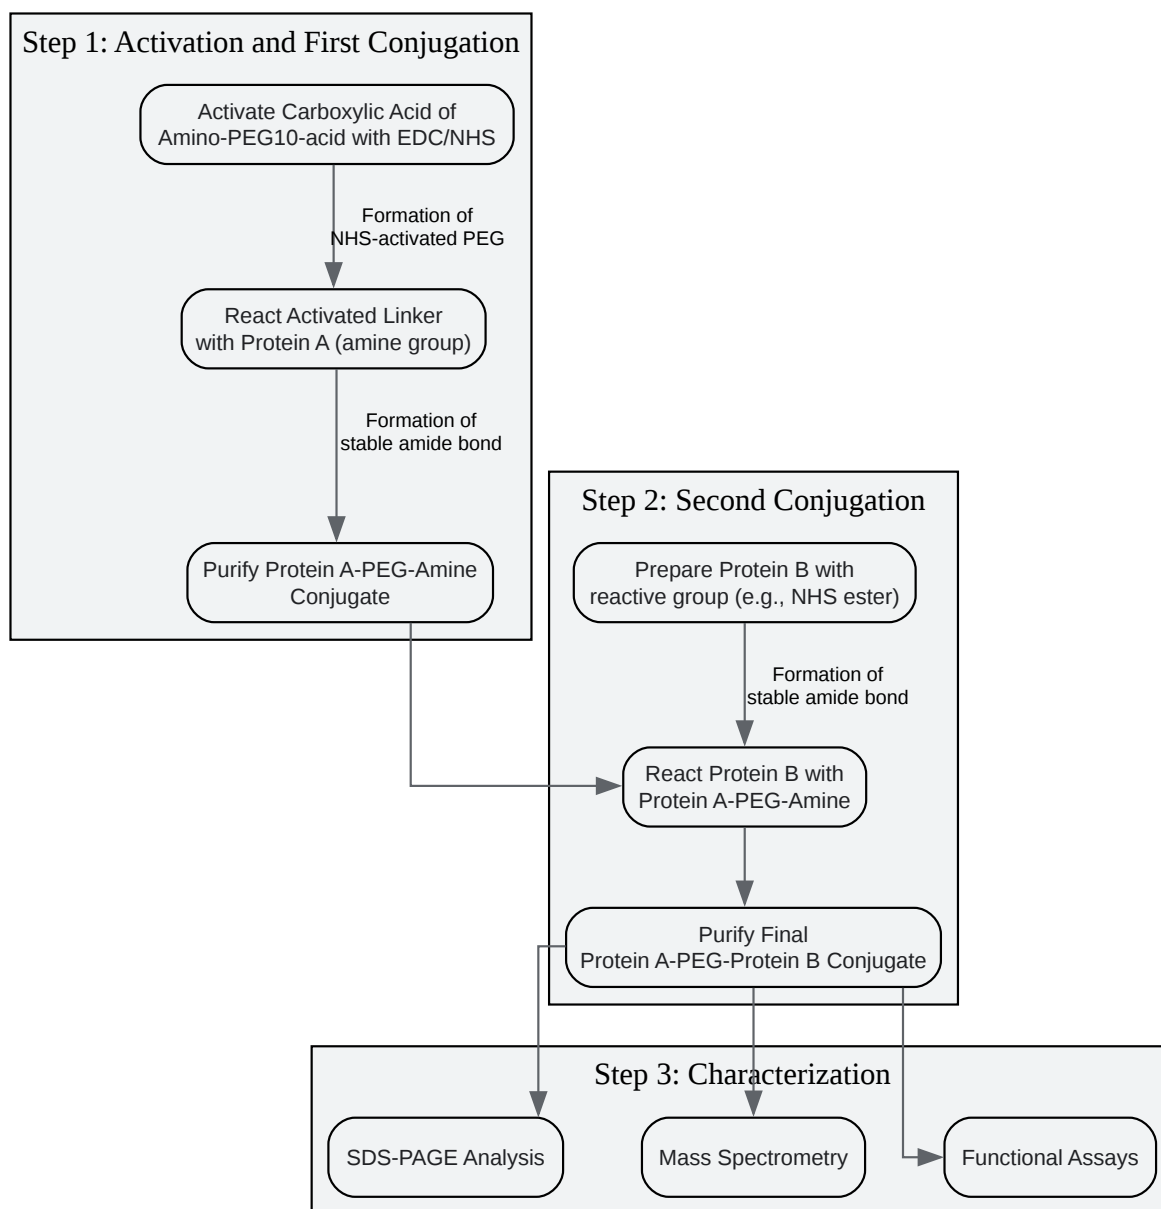 Step 1: Activation and First Conjugation
Activate Carboxylic Acid of
Amino-PEG10-acid with EDC/NHS
Formation of
NHS-activated PEG
React Activated Linker
with Protein A (amine group)
Formation of
stable amide bond
Purify Protein A-PEG-Amine
Conjugate
Step 2: Second Conjugation
Prepare Protein B with
reactive group (e.g., NHS ester)
Formation of
stable amide bond
React Protein B with
Protein A-PEG-Amine
Purify Final
Protein A-PEG-Protein B Conjugate
Step 3: Characterization
SDS-PAGE Analysis
Mass Spectrometry
Functional Assays